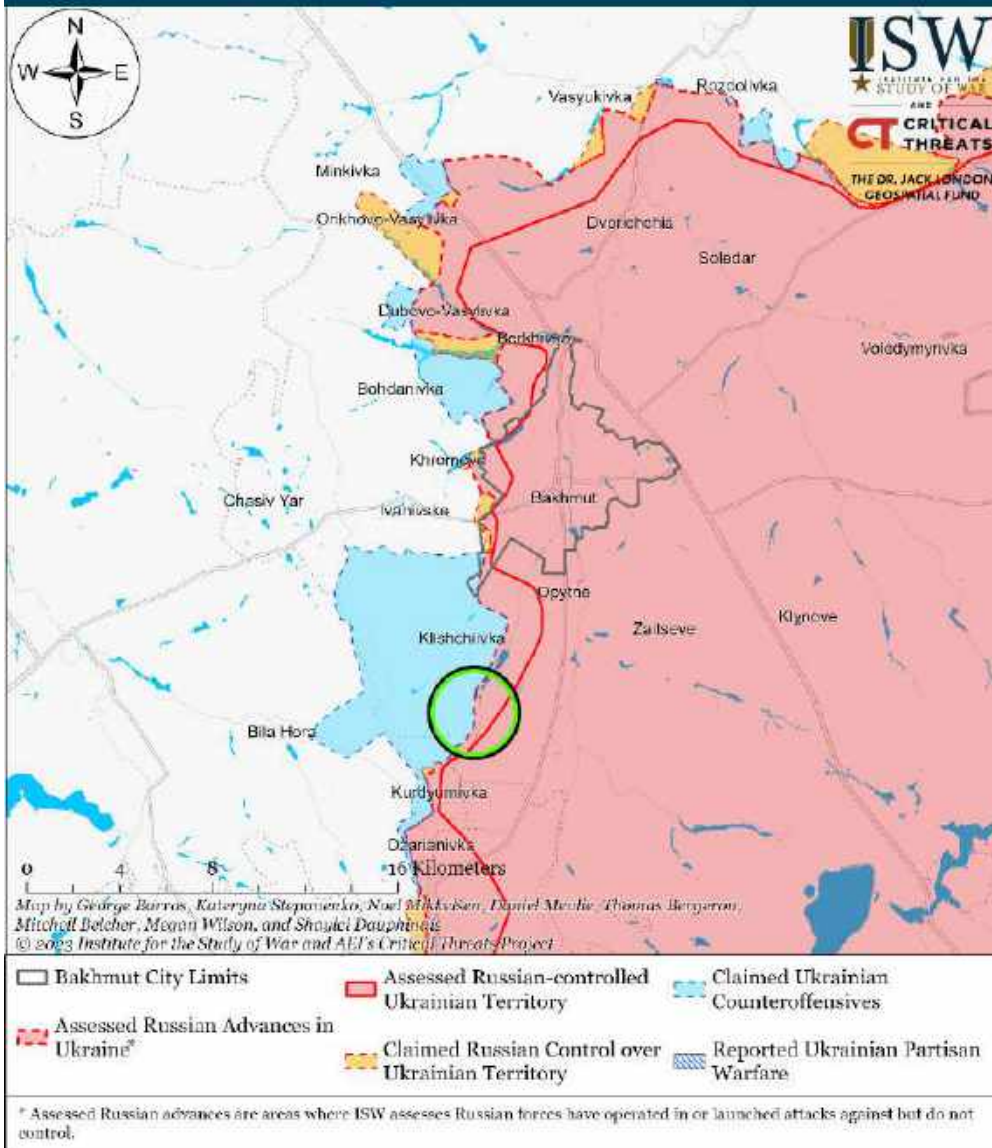 N
W E
S
ISW
INSTITUTE FOR THE
STUDY OF WAR
AND
CT CRITICAL
THREATS
THE DR. JACK LONDON
GEOSPATIAL FUND
Vasyukivka
Rozdolivka
Minkivka
Orikhovo-Vasylivka
Dvorichchia
Soledar
Dubovo-Vasylivka
Berkhivka
Volodymyrivka
Bohdanivka
Khromove
Chasiv Yar
Ivanivske
Bakhmut
Opytne
Klishchiivka
Zaitseve
Klynove
Bila Hora
Kurdyumivka
Ozarianivka
0 4 8 16 Kilometers
Map by George Barros, Kateryna Stepanenko, Noel Mikkelsen, Daniel Mealie, Thomas Bergeron,
Mitchell Belcher, Megan Wilson, and Shaylei Dauphinais
© 2023 Institute for the Study of War and AEI's Critical Threats Project
Bakhmut City Limits
Assessed Russian Advances in
Ukraine*
Assessed Russian-controlled
Ukrainian Territory
Claimed Russian Control over
Ukrainian Territory
Claimed Ukrainian
Counteroffensives
Reported Ukrainian Partisan
Warfare
* Assessed Russian advances are areas where ISW assesses Russian forces have operated in or launched attacks against but do not
control.